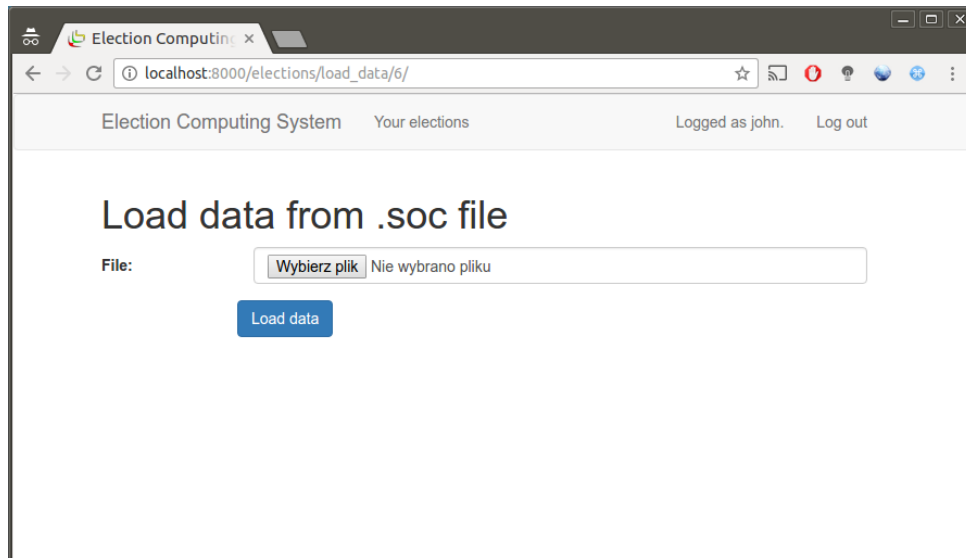 Election Computing
localhost:8000/elections/load_data/6/
Election Computing System Your elections Logged as john. Log out
Load data from .soc file
File: Wybierz plik Nie wybrano pliku
Load data